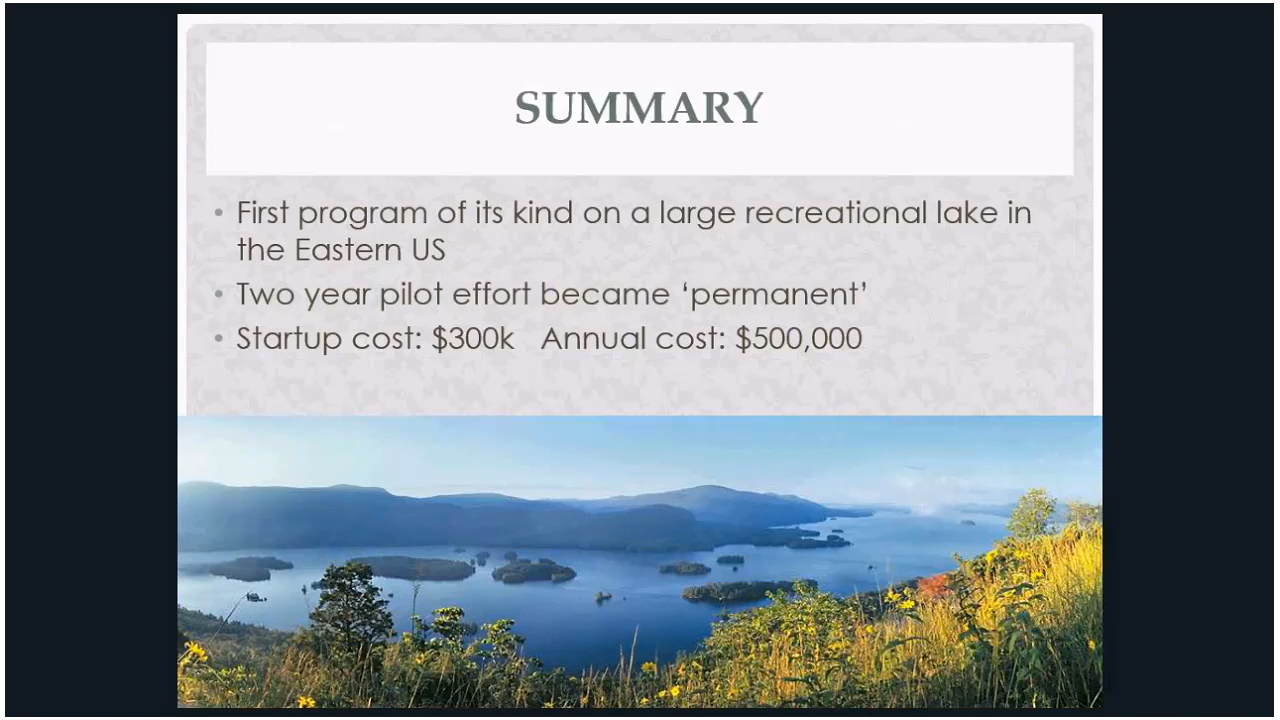 SUMMARY
• First program of its kind on a large recreational lake in
the Eastern US
• Two year pilot effort became ‘permanent’
• Startup cost: $300k   Annual cost: $500,000